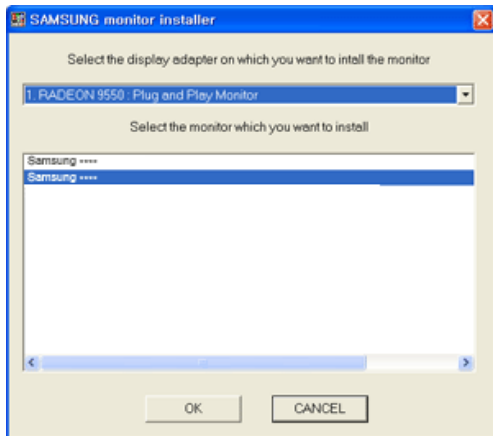 SAMSUNG monitor installer
Select the display adapter on which you want to intall the monitor
1. RADEON 9550 : Plug and Play Monitor
Select the monitor which you want to install
Samsung ----
Samsung ----
OK
CANCEL